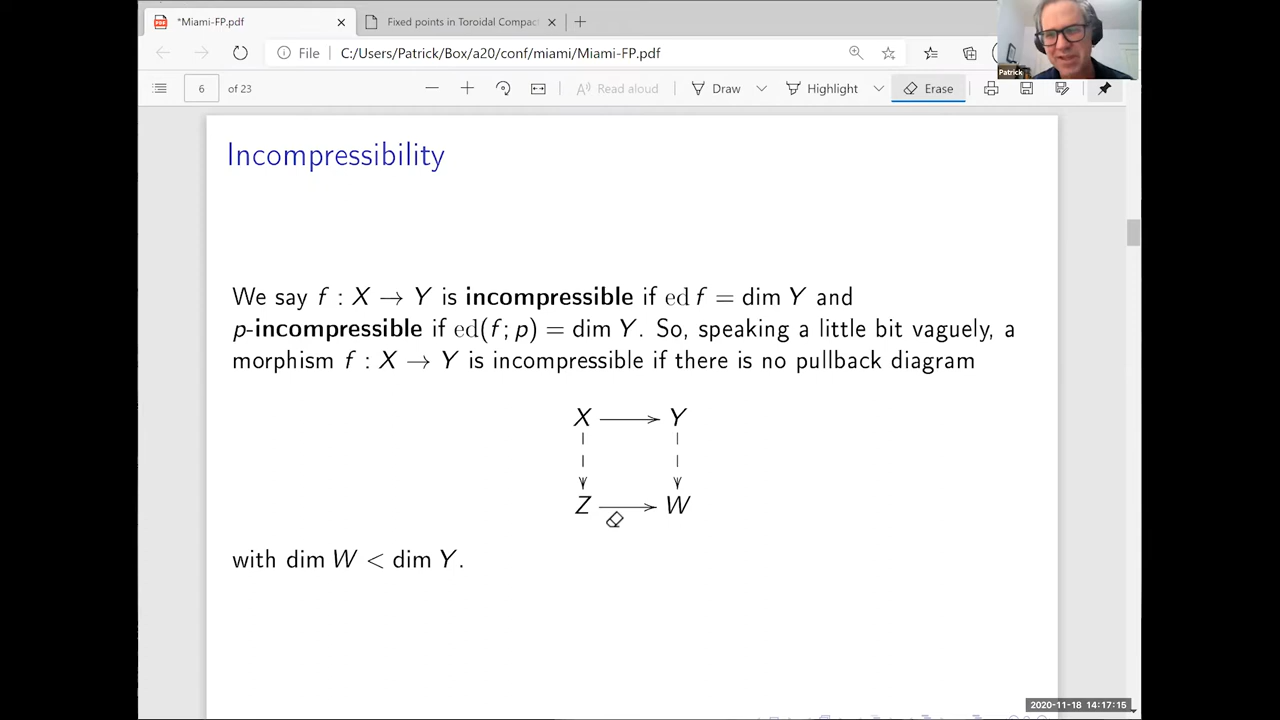 *Miami-FP.pdf
Fixed points in Toroidal Compact
File
C:/Users/Patrick/Box/a20/conf/miami/Miami-FP.pdf
Patrick
6 of 23
Read aloud
Draw
Highlight
Erase
Incompressibility
We say f : X → Y is incompressible if ed f = dim Y and
p-incompressible if ed(f; p) = dim Y. So, speaking a little bit vaguely, a
morphism f : X → Y is incompressible if there is no pullback diagram
X → Y
Z → W
with dim W < dim Y.
2020-11-18 14:17:15